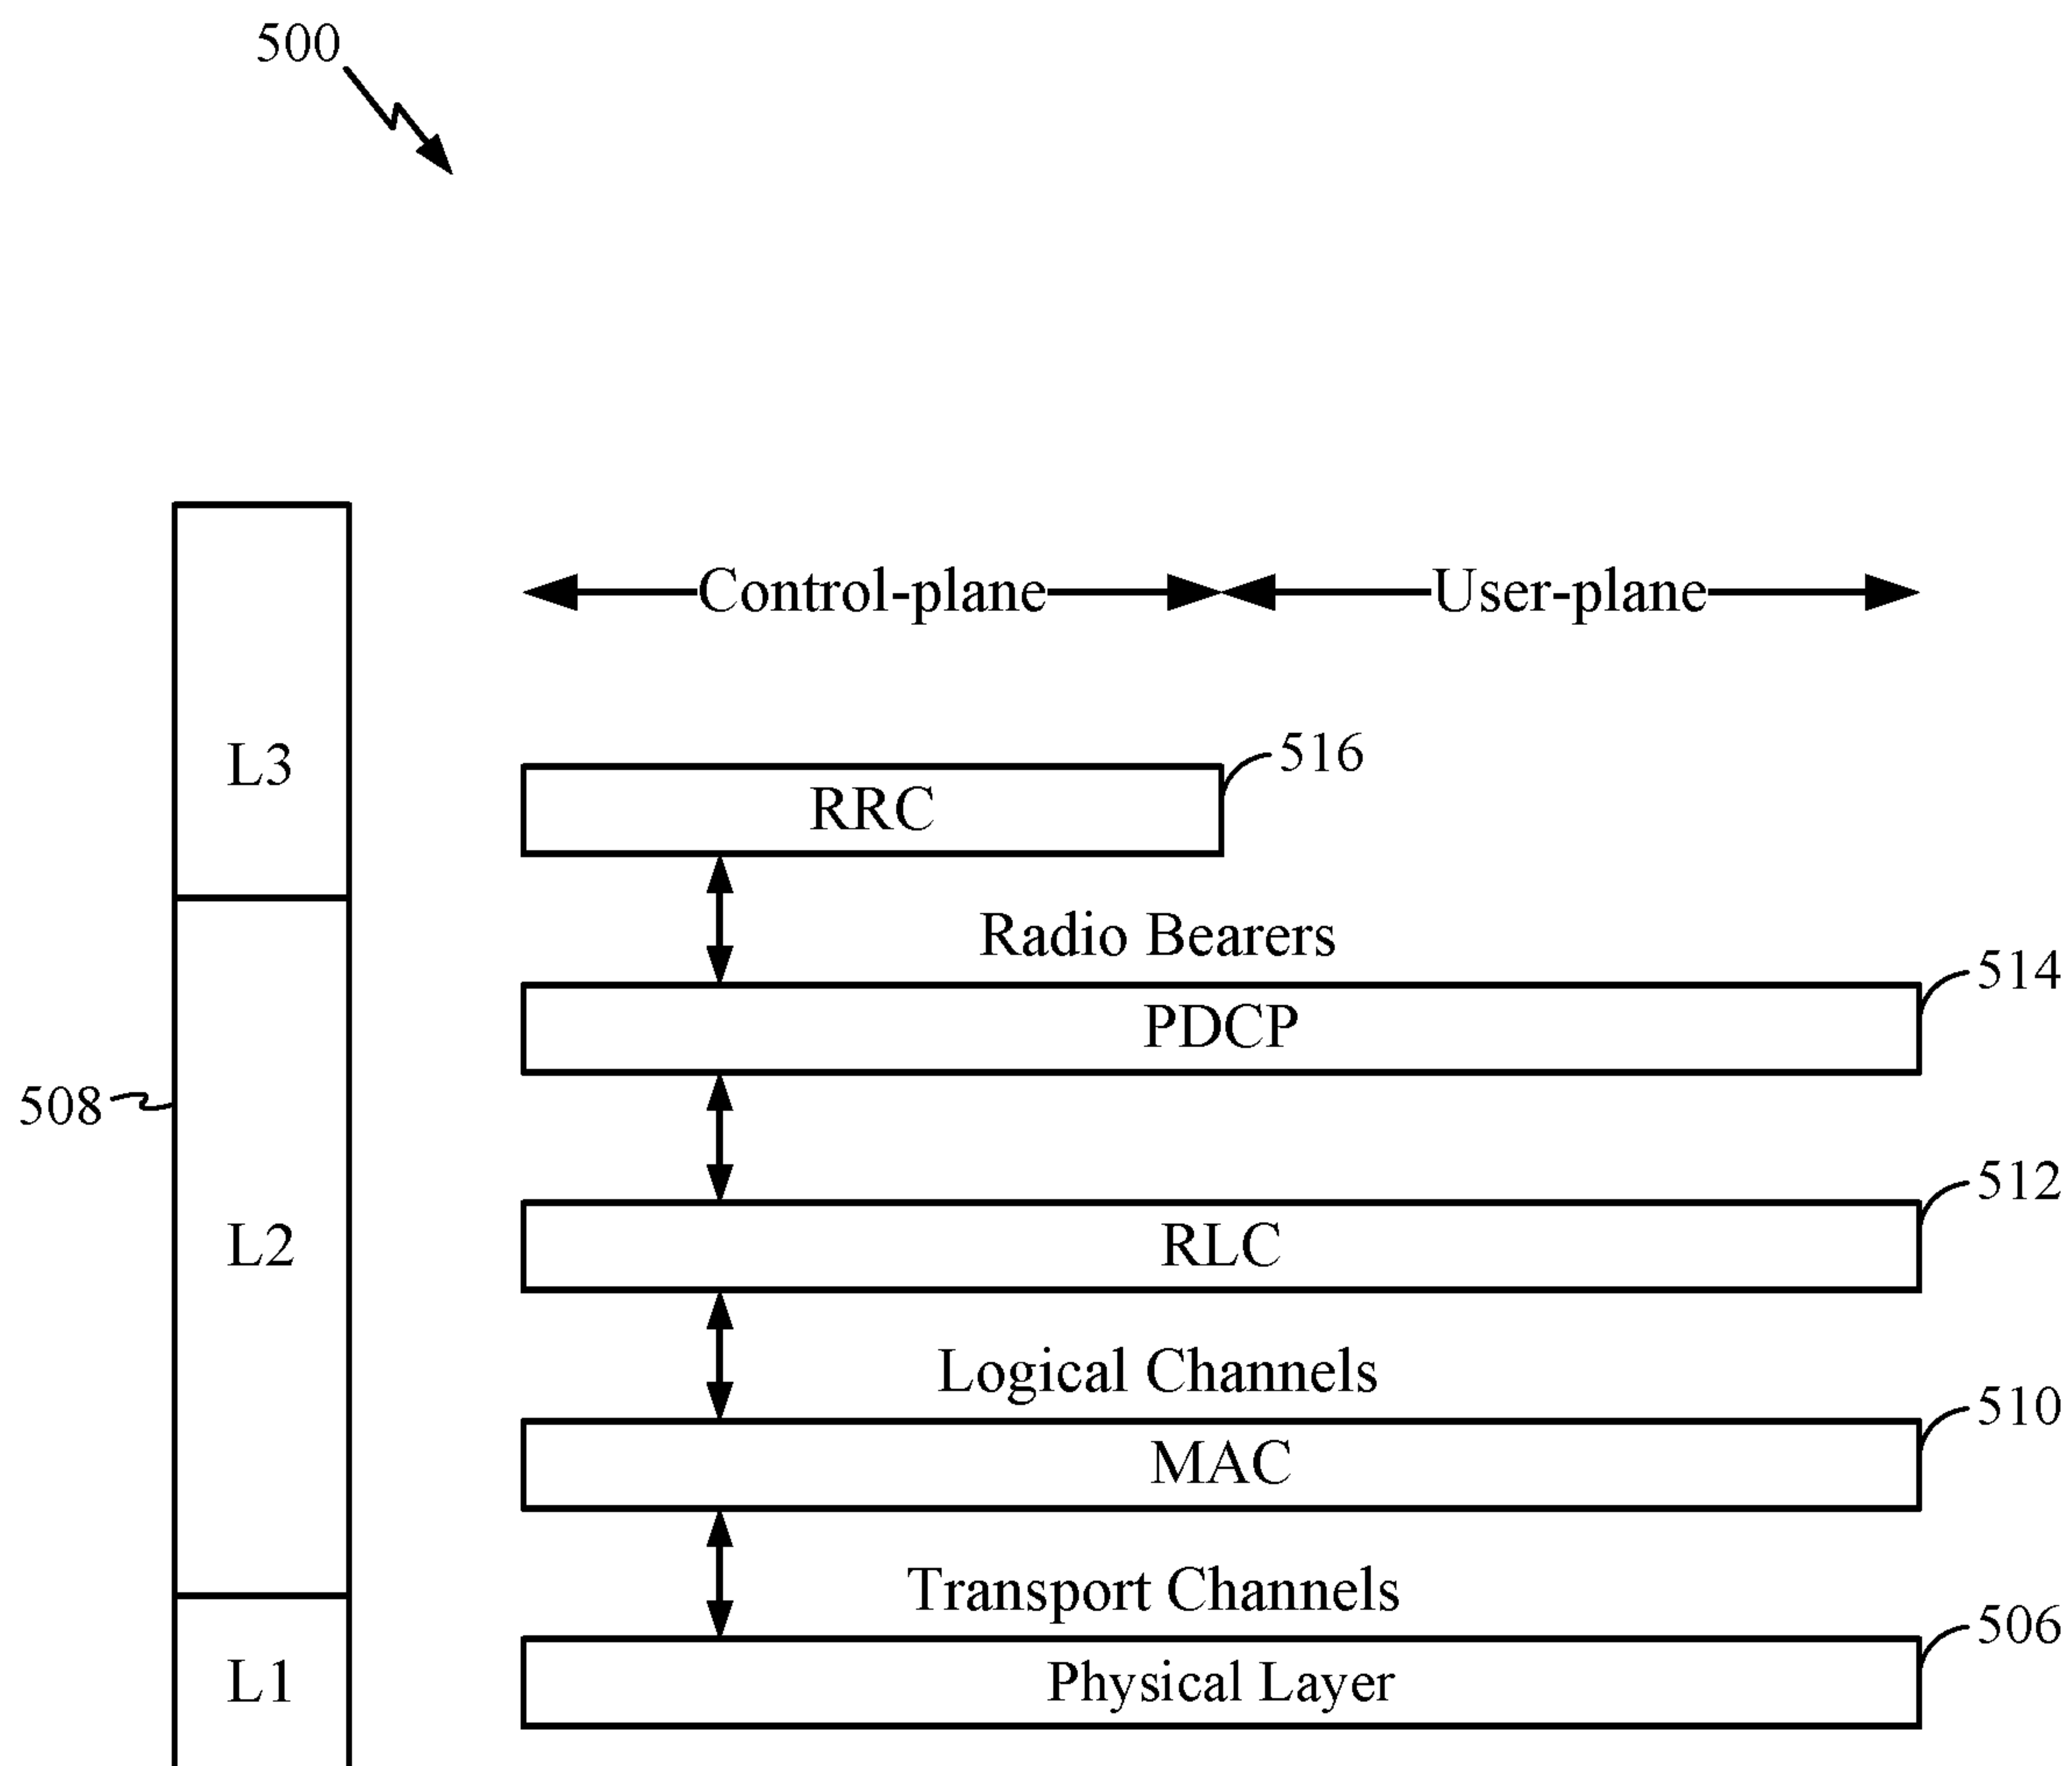 500
Control-plane User-plane
L3
516
RRC
Radio Bearers
514
PDCP
508
512
L2
RLC
Logical Channels
510
MAC
Transport Channels
506
L1
Physical Layer